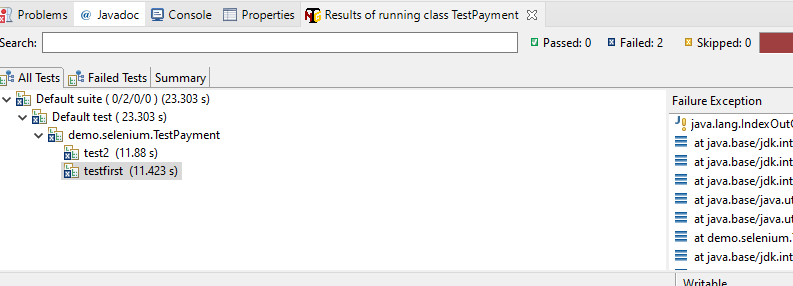 Problems @ Javadoc Console Properties Results of running class TestPayment
Search: Passed: 0 Failed: 2 Skipped: 0
All Tests Failed Tests Summary
Default suite ( 0/2/0/0 ) (23.303 s)
Default test ( 23.303 s)
demo.selenium.TestPayment
test2 (11.88 s)
testfirst (11.423 s)
Failure Exception
java.lang.IndexOutO
at java.base/jdk.int
at java.base/jdk.int
at java.base/jdk.int
at java.base/java.ut
at java.base/java.ut
at demo.selenium.T
at java.base/jdk.int
Writable